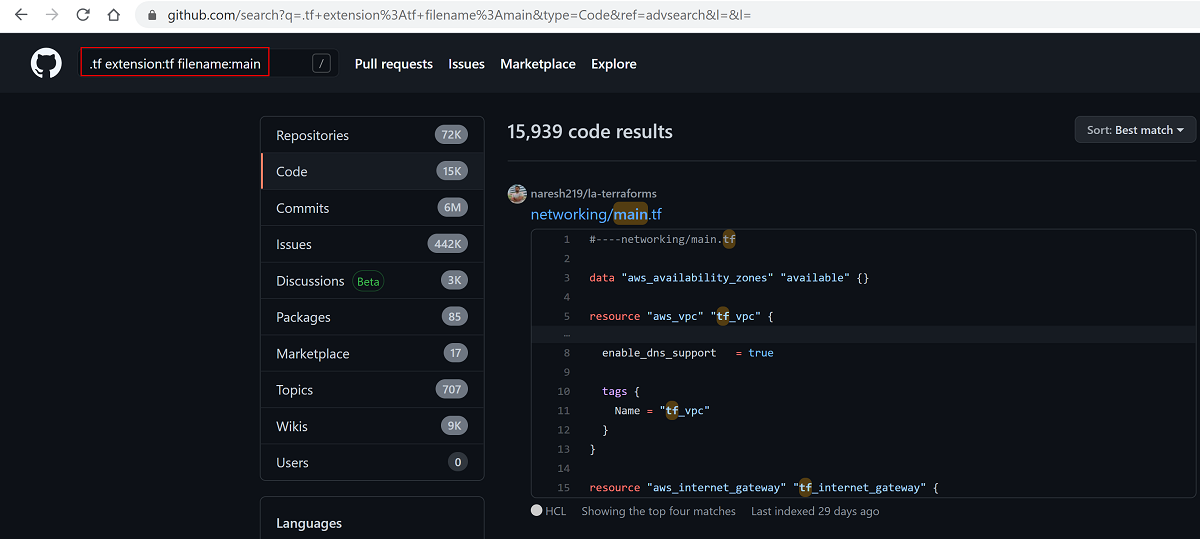 github.com/search?q=.tf+extension%3Atf+filename%3Amain&type=Code&ref=advsearch&l=&l=
.tf extension:tf filename:main / Pull requests Issues Marketplace Explore
Repositories 72K
Code 15K
Commits 6M
Issues 442K
Discussions Beta 3K
Packages 85
Marketplace 17
Topics 707
Wikis 9K
Users 0
Languages
15,939 code results
Sort: Best match
naresh219/la-terraforms
networking/main.tf
1 #----networking/main.tf
2
3 data "aws_availability_zones" "available" {}
4
5 resource "aws_vpc" "tf_vpc" {
…
8 enable_dns_support = true
9
10 tags {
11 Name = "tf_vpc"
12 }
13 }
14
15 resource "aws_internet_gateway" "tf_internet_gateway" {
HCL Showing the top four matches Last indexed 29 days ago